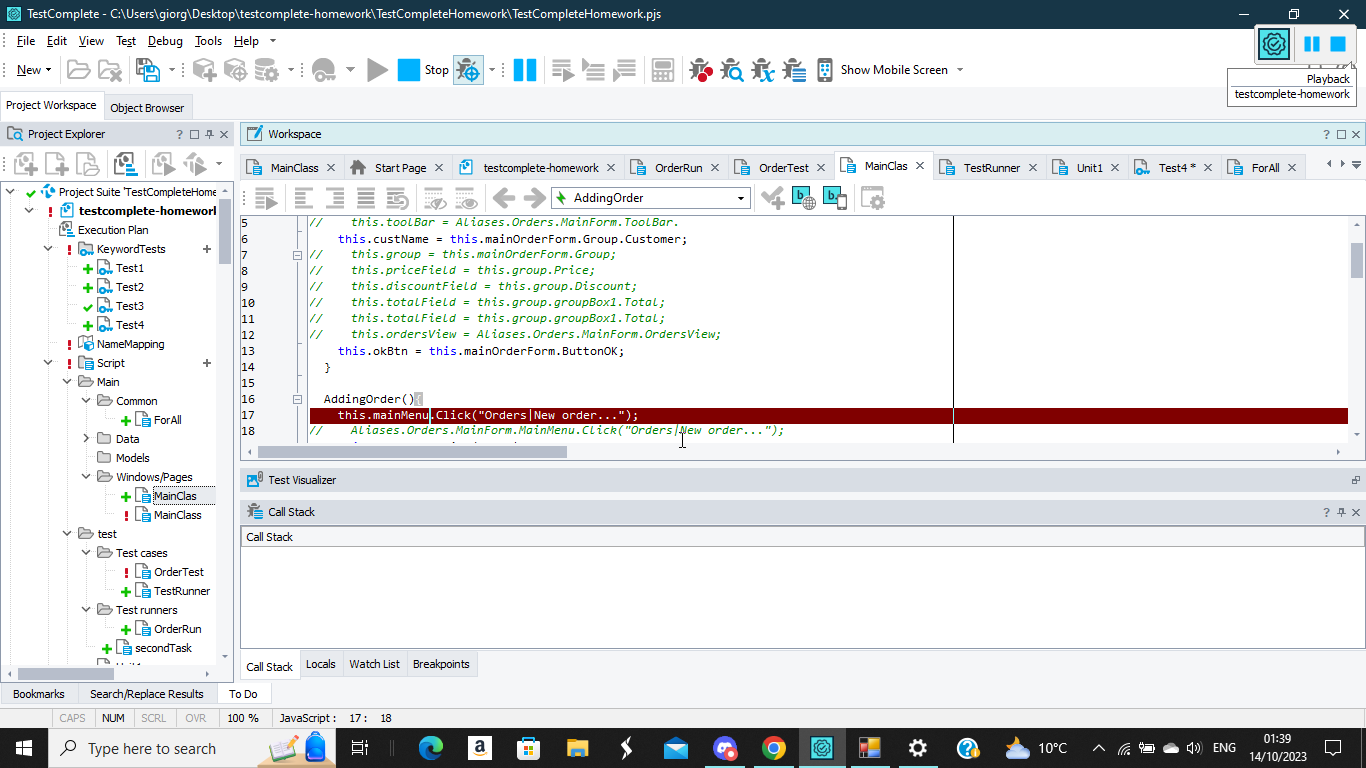 TestComplete - C:\Users\giorg\Desktop\testcomplete-homework\TestCompleteHomework\TestCompleteHomework.pjs
File Edit View Test Debug Tools Help
New Stop Show Mobile Screen
Playback
testcomplete-homework
Project Workspace Object Browser
Project Explorer ?
Workspace ?
MainClass Start Page testcomplete-homework OrderRun OrderTest MainClas TestRunner Unit1 Test4 * ForAll
AddingOrder
Project Suite 'TestCompleteHome
testcomplete-homework
Execution Plan
KeywordTests
Test1
Test2
Test3
Test4
NameMapping
Script
Main
Common
ForAll
Data
Models
Windows/Pages
MainClas
MainClass
test
Test cases
OrderTest
TestRunner
Test runners
OrderRun
secondTask
Unit1
5 // this.toolBar = Aliases.Orders.MainForm.ToolBar.
6 this.custName = this.mainOrderForm.Group.Customer;
7 // this.group = this.mainOrderForm.Group;
8 // this.priceField = this.group.Price;
9 // this.discountField = this.group.Discount;
10 // this.totalField = this.group.groupBox1.Total;
11 // this.totalField = this.group.groupBox1.Total;
12 // this.ordersView = Aliases.Orders.MainForm.OrdersView;
13 this.okBtn = this.mainOrderForm.ButtonOK;
14 }
15
16 AddingOrder(){
17 this.mainMenu.Click("Orders|New order...");
18 // Aliases.Orders.MainForm.MainMenu.Click("Orders|New order...");
Test Visualizer
Call Stack ?
Call Stack
Call Stack Locals Watch List Breakpoints
Bookmarks Search/Replace Results To Do
CAPS NUM SCRL OVR 100 % JavaScript : 17 : 18
Type here to search
10°C ENG
01:39
14/10/2023